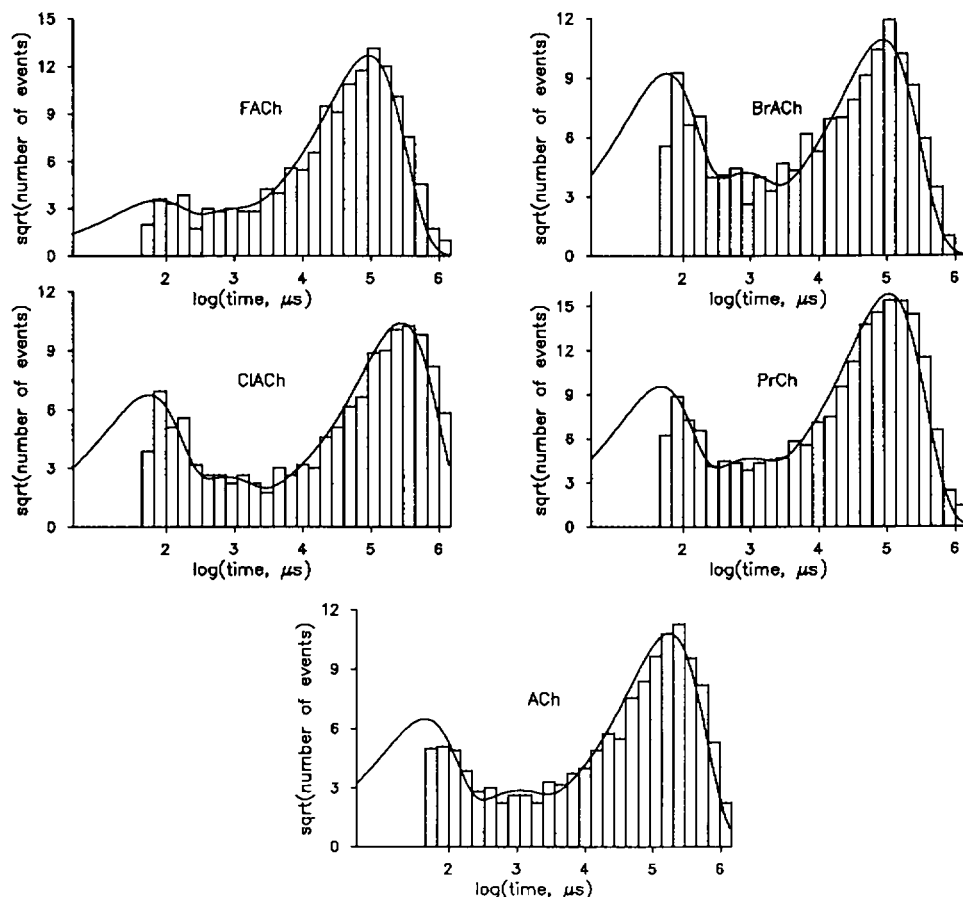 15
12
9
6
3
0
sqrt(number of events)
FACh
2 3 4 5 6
log(time, μs)
12
9
6
3
0
sqrt(number of events)
BrACh
2 3 4 5 6
log(time, μs)
12
9
6
3
0
sqrt(number of events)
ClACh
2 3 4 5 6
log(time, μs)
15
12
9
6
3
0
sqrt(number of events)
PrCh
2 3 4 5 6
log(time, μs)
12
9
6
3
0
sqrt(number of events)
ACh
2 3 4 5 6
log(time, μs)